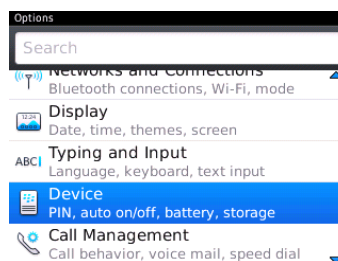 Options
Search
Networks and Connections
Bluetooth connections, Wi-Fi, mode
12:24
Display
Date, time, themes, screen
ABC
Typing and Input
Language, keyboard, text input
Device
PIN, auto on/off, battery, storage
Call Management
Call behavior, voice mail, speed dial